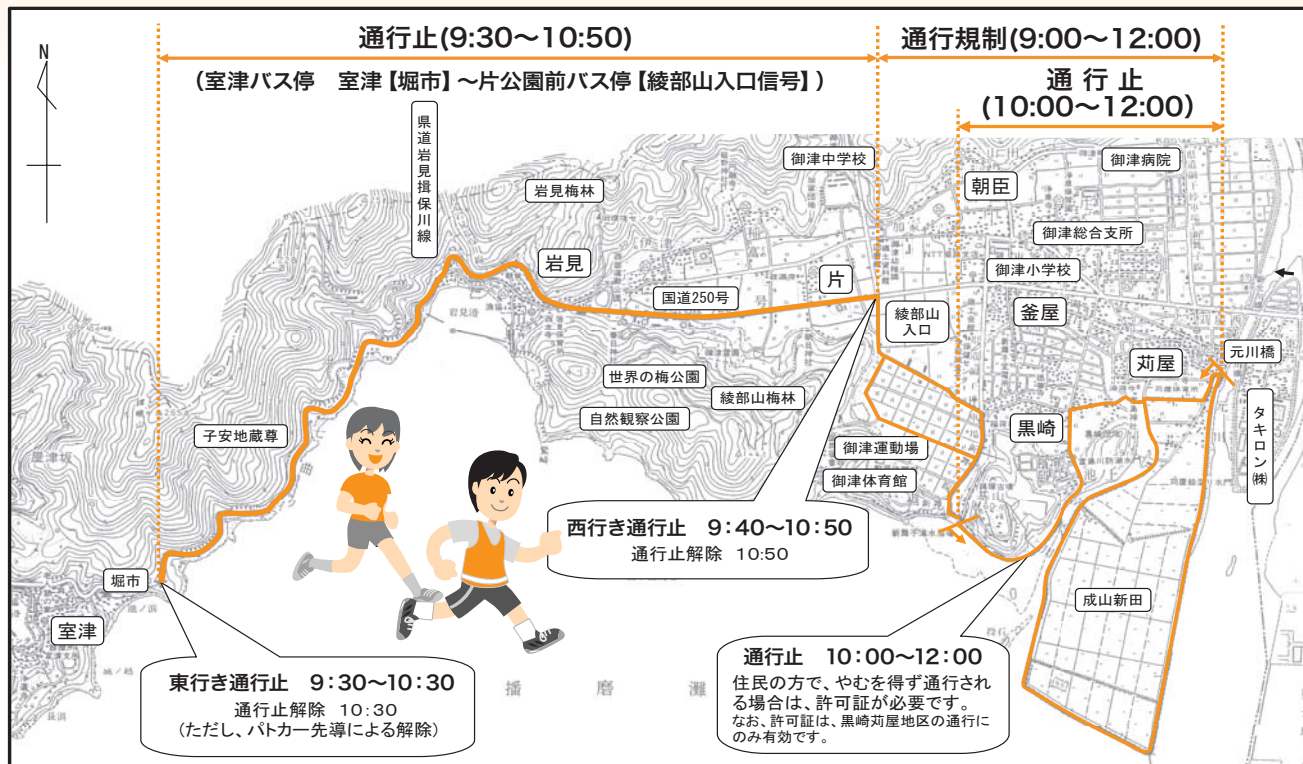 通行止(9:30～10:50)
通行規制(9:00～12:00)
(室津バス停　室津【堀市】～片公園前バス停【綾部山入口信号】)
通 行 止
(10:00～12:00)
N
県道岩見揖保川線
御津中学校
御津病院
朝臣
岩見梅林
御津総合支所
岩見
御津小学校
片
国道250号
綾部山
入口
釜屋
元川橋
苅屋
世界の梅公園
綾部山梅林
自然観察公園
タキロン㈱
子安地蔵尊
黒崎
御津運動場
御津体育館
西行き通行止　9：40～10：50
通行止解除　10：50
堀市
室津
成山新田
東行き通行止　9：30～10：30
通行止解除　10：30
(ただし、パトカー先導による解除)
播　磨　灘
通行止　10：00～12：00
住民の方で、やむを得ず通行され
る場合は、許可証が必要です。
なお、許可証は、黒崎苅屋地区の通行に
のみ有効です。